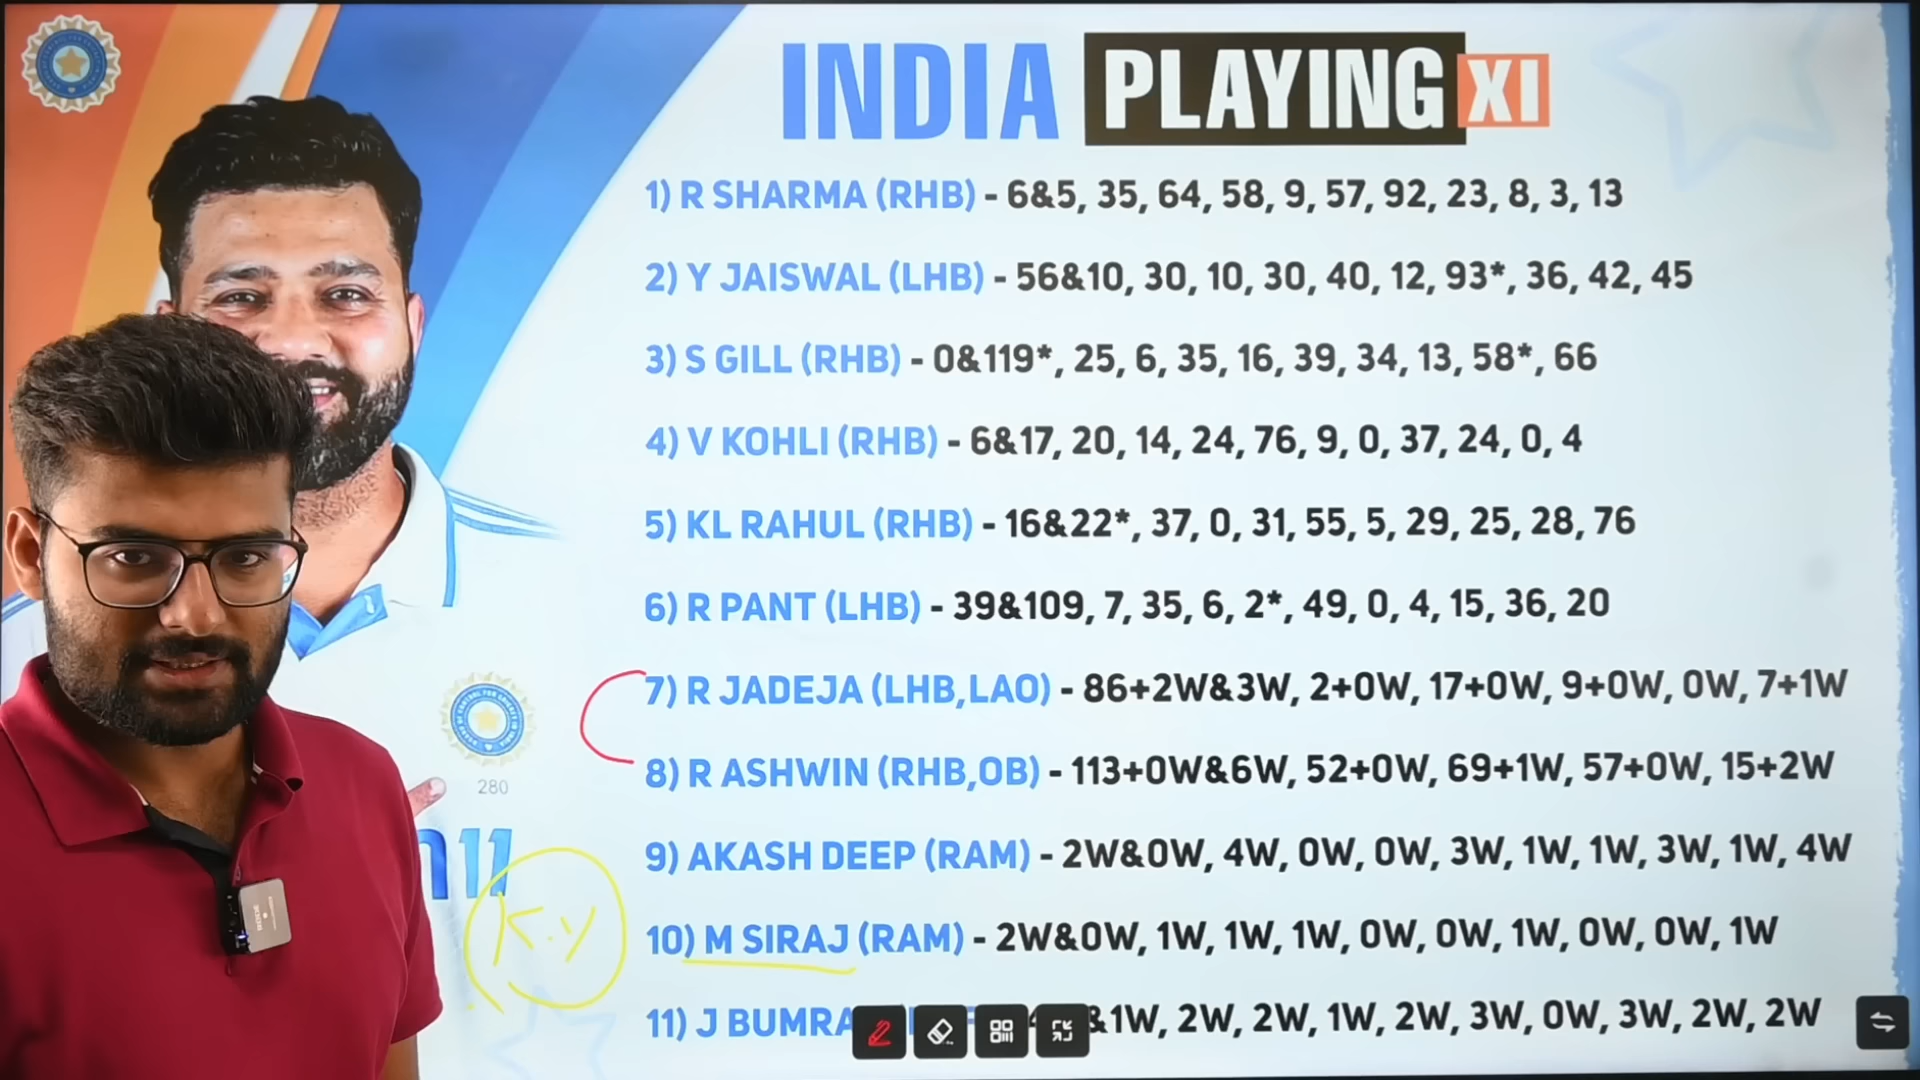 INDIA PLAYING XI
1) R SHARMA (RHB) - 6&5, 35, 64, 58, 9, 57, 92, 23, 8, 3, 13
2) Y JAISWAL (LHB) - 56&10, 30, 10, 30, 40, 12, 93*, 36, 42, 45
3) S GILL (RHB) - 0&119*, 25, 6, 35, 16, 39, 34, 13, 58*, 66
4) V KOHLI (RHB) - 6&17, 20, 14, 24, 76, 9, 0, 37, 24, 0, 4
5) KL RAHUL (RHB) - 16&22*, 37, 0, 31, 55, 5, 29, 25, 28, 76
6) R PANT (LHB) - 39&109, 7, 35, 6, 2*, 49, 0, 4, 15, 36, 20
7) R JADEJA (LHB,LAO) - 86+2W&3W, 2+0W, 17+0W, 9+0W, 0W, 7+1W
8) R ASHWIN (RHB,OB) - 113+0W&6W, 52+0W, 69+1W, 57+0W, 15+2W
280
9) AKASH DEEP (RAM) - 2W&0W, 4W, 0W, 0W, 3W, 1W, 1W, 3W, 1W, 4W
11
K.Y
10) M SIRAJ (RAM) - 2W&0W, 1W, 1W, 1W, 0W, 0W, 1W, 0W, 0W, 1W
11) J BUMRA &1W, 2W, 2W, 1W, 2W, 3W, 0W, 3W, 2W, 2W